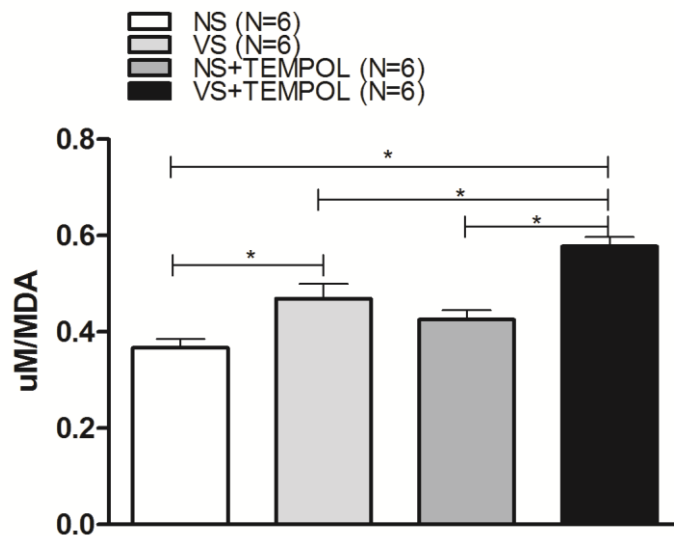 NS (N=6)
VS (N=6)
NS+TEMPOL (N=6)
VS+TEMPOL (N=6)
0.8
*
*
0.6
*
*
uM/MDA
0.4
0.2
0.0